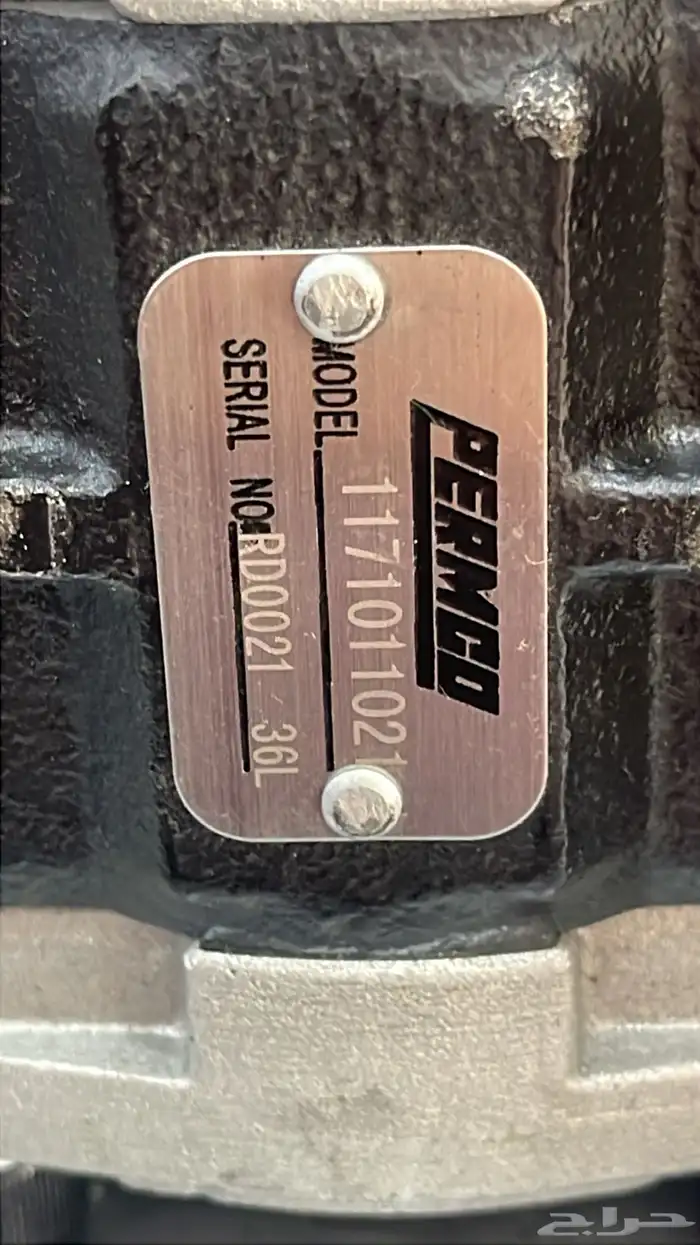 PERMCO
MODEL 1171011021
SERIAL NO. RD0021 36L
حراج